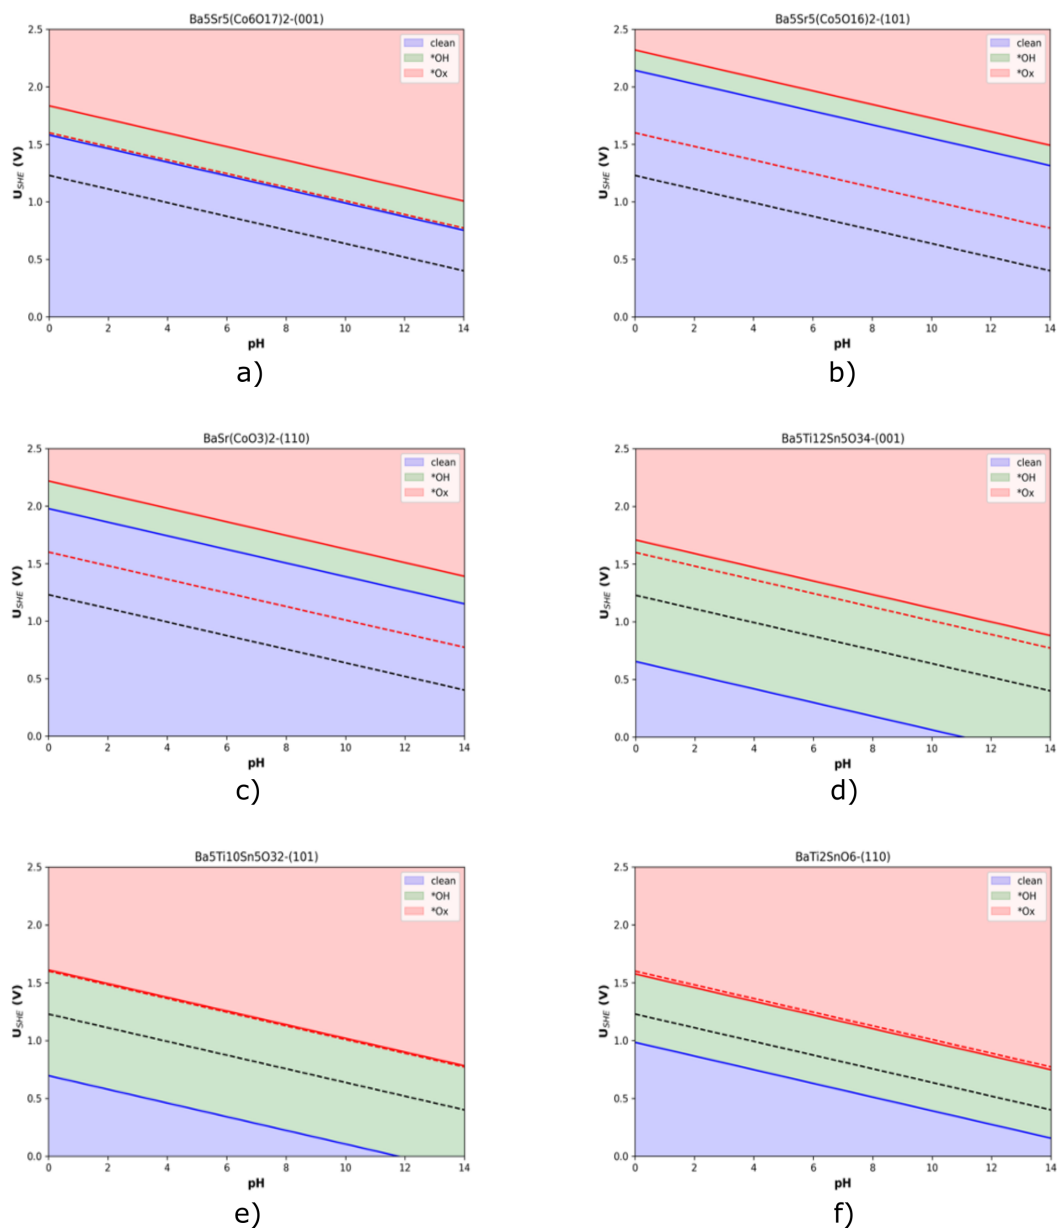 Ba5Sr5(Co6O17)2-(001)
2.5
2.0
1.5
1.0
0.5
0.0
U_SHE (V)
clean
*OH
*Ox
0 2 4 6 8 10 12 14
pH
a)
Ba5Sr5(Co5O16)2-(101)
2.5
2.0
1.5
1.0
0.5
0.0
U_SHE (V)
clean
*OH
*Ox
0 2 4 6 8 10 12 14
pH
b)
BaSr(CoO3)2-(110)
2.5
2.0
1.5
1.0
0.5
0.0
U_SHE (V)
clean
*OH
*Ox
0 2 4 6 8 10 12 14
pH
c)
Ba5Ti12Sn5O34-(001)
2.5
2.0
1.5
1.0
0.5
0.0
U_SHE (V)
clean
*OH
*Ox
0 2 4 6 8 10 12 14
pH
d)
Ba5Ti10Sn5O32-(101)
2.5
2.0
1.5
1.0
0.5
0.0
U_SHE (V)
clean
*OH
*Ox
0 2 4 6 8 10 12 14
pH
e)
BaTi2SnO6-(110)
2.5
2.0
1.5
1.0
0.5
0.0
U_SHE (V)
clean
*OH
*Ox
0 2 4 6 8 10 12 14
pH
f)